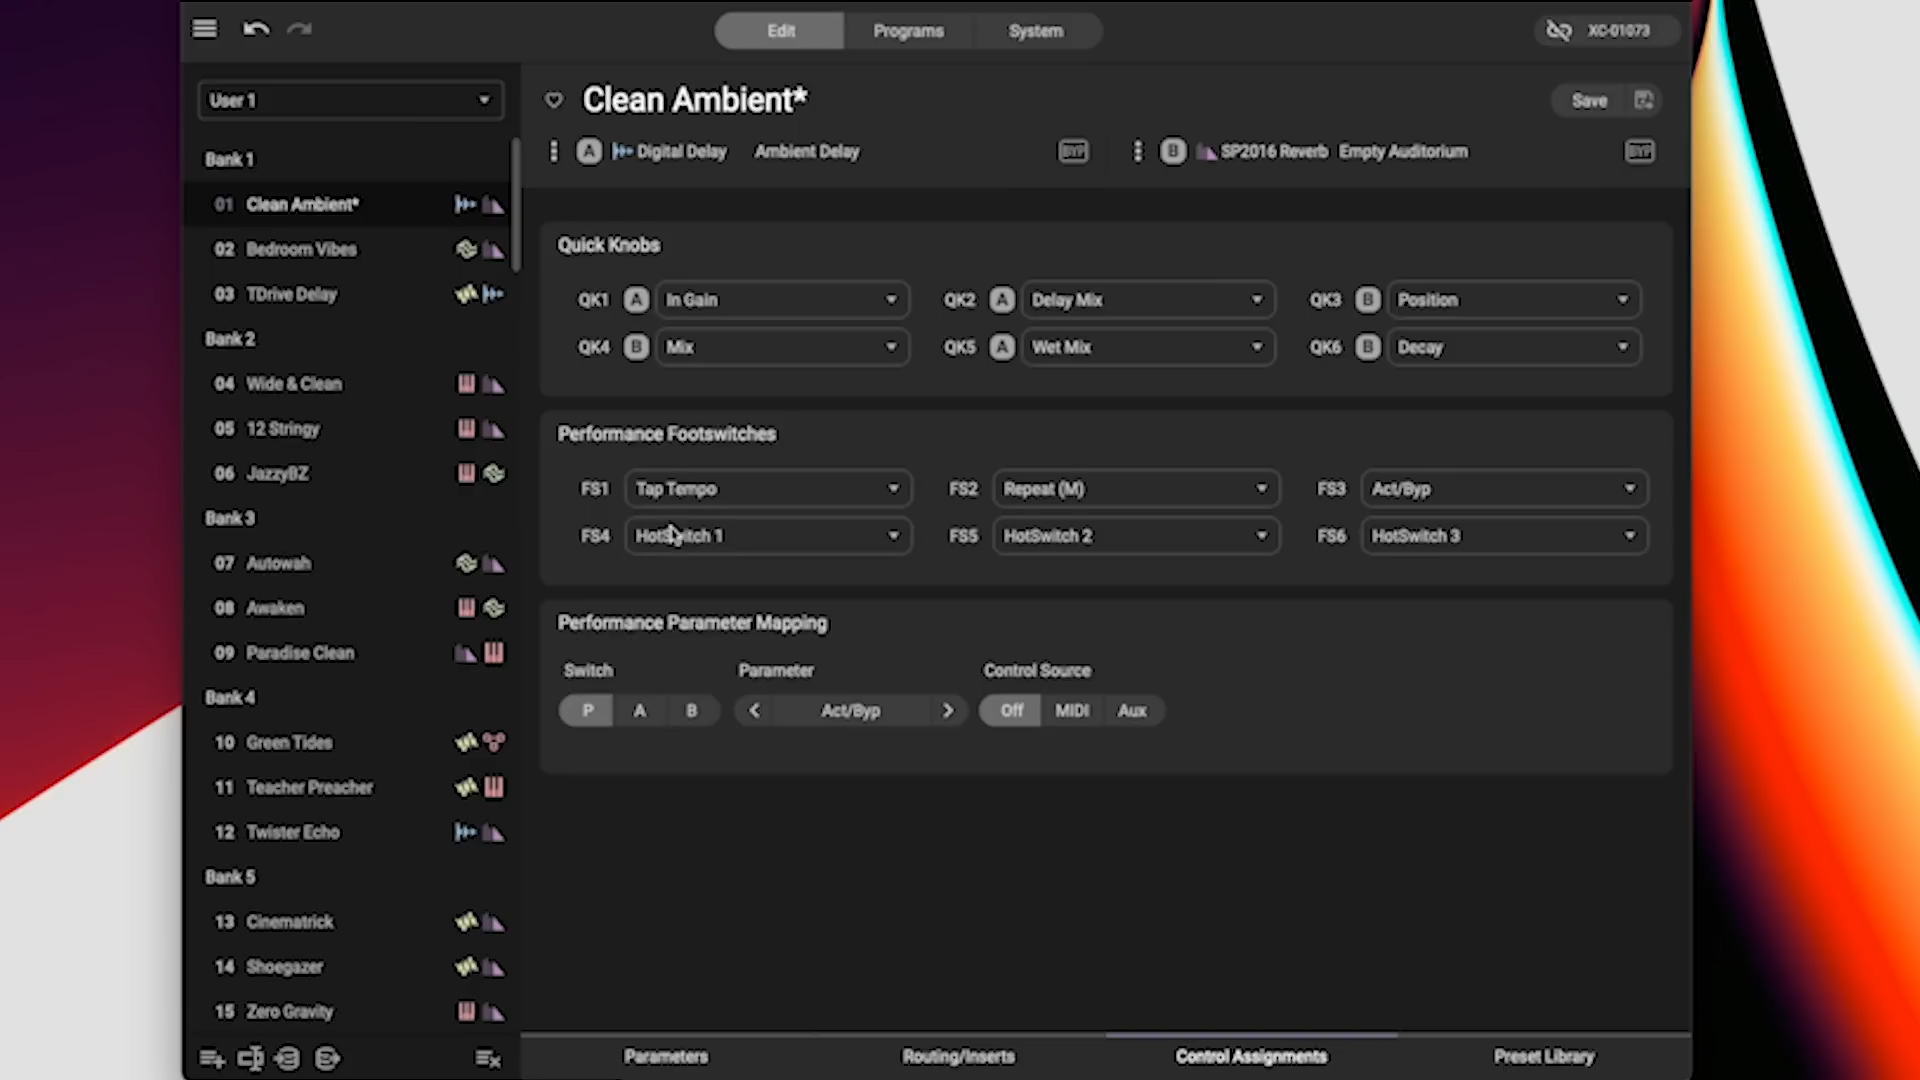 Edit
Programs
System
XC-01073
User 1
Clean Ambient*
Save
A Digital Delay Ambient Delay BYP
B SP2016 Reverb Empty Auditorium BYP
Bank 1
01 Clean Ambient*
02 Bedroom Vibes
03 TDrive Delay
Bank 2
04 Wide & Clean
05 12 Stringy
06 JazzyBZ
Bank 3
07 Autowah
08 Awaken
09 Paradise Clean
Bank 4
10 Green Tides
11 Teacher Preacher
12 Twister Echo
Bank 5
13 Cinematrick
14 Shoegazer
15 Zero Gravity
Quick Knobs
QK1 A In Gain
QK2 A Delay Mix
QK3 B Position
QK4 B Mix
QK5 A Wet Mix
QK6 B Decay
Performance Footswitches
FS1 Tap Tempo
FS2 Repeat (M)
FS3 Act/Byp
FS4 HotSwitch 1
FS5 HotSwitch 2
FS6 HotSwitch 3
Performance Parameter Mapping
Switch
Parameter
Control Source
P A B
Act/Byp
Off MIDI Aux
Parameters
Routing/Inserts
Control Assignments
Preset Library